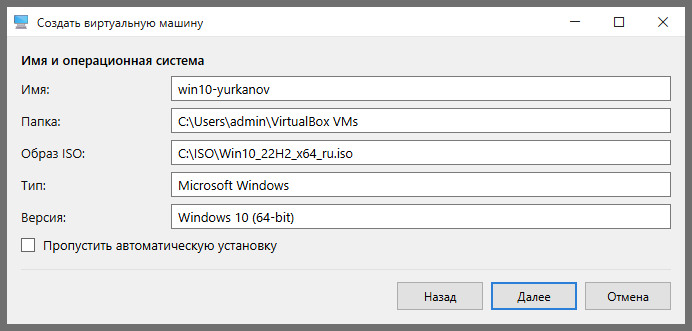 Создать виртуальную машину
Имя и операционная система
Имя: win10-yurkanov
Папка: C:\Users\admin\VirtualBox VMs
Образ ISO: C:\ISO\Win10_22H2_x64_ru.iso
Тип: Microsoft Windows
Версия: Windows 10 (64-bit)
Пропустить автоматическую установку
Назад Далее Отмена